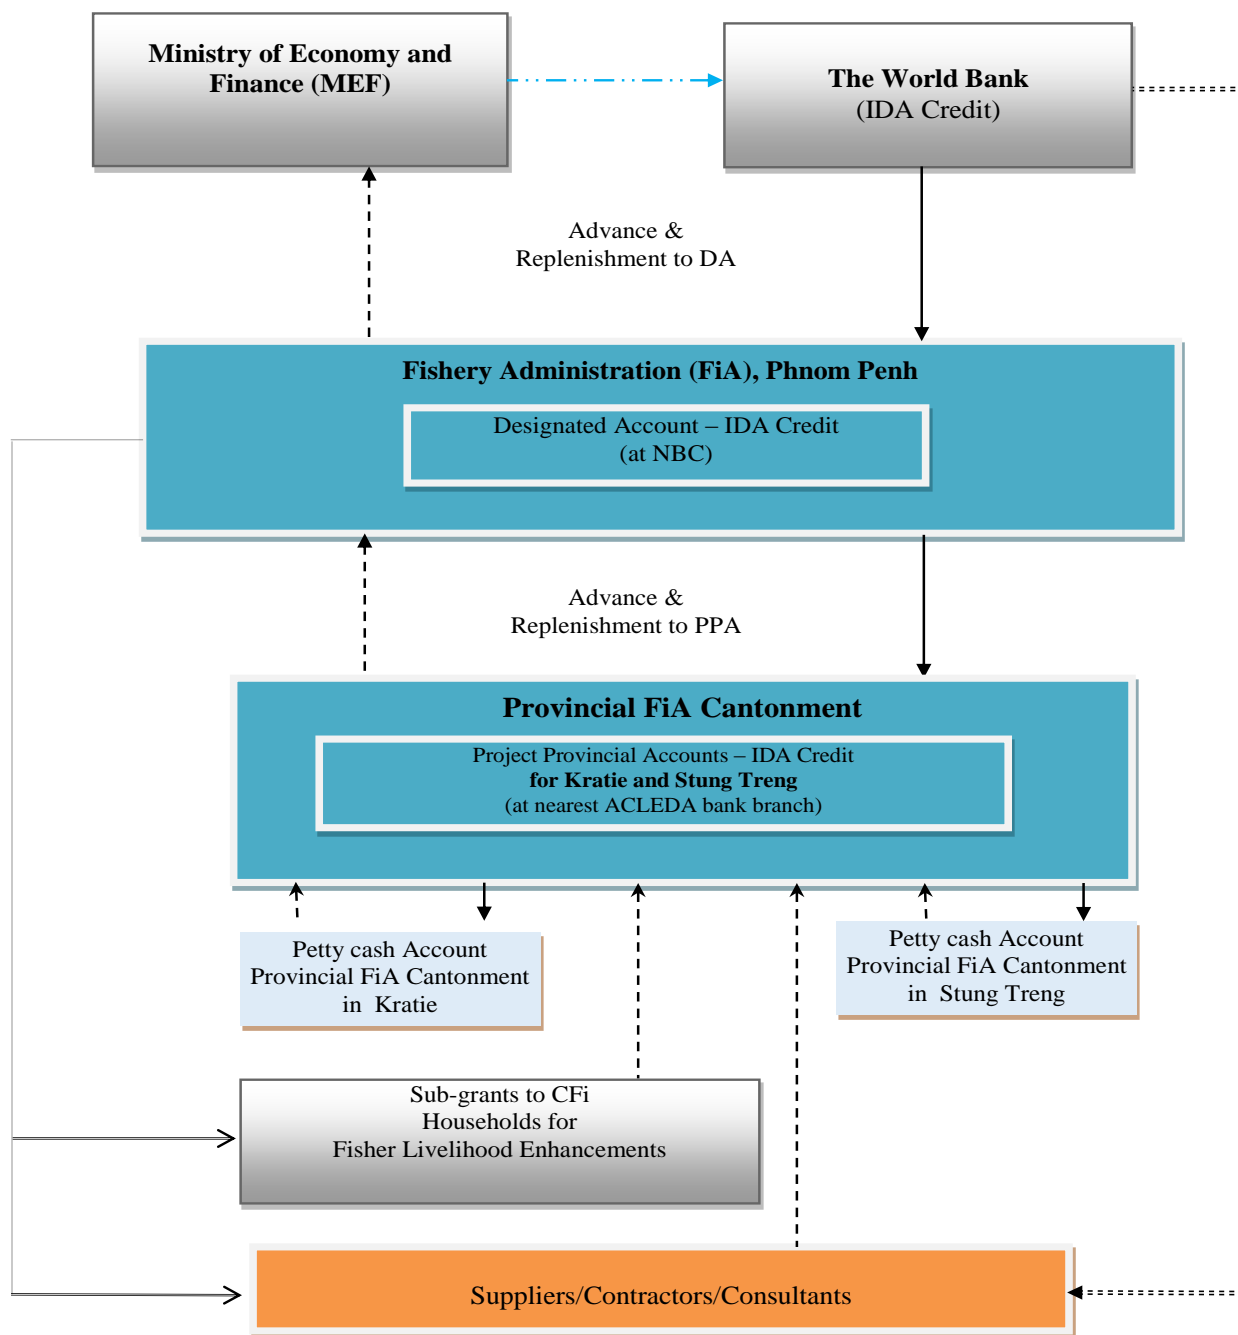 Ministry of Economy and
Finance (MEF)
The World Bank
(IDA Credit)
Advance &
Replenishment to DA
Fishery Administration (FiA), Phnom Penh
Designated Account – IDA Credit
(at NBC)
Advance &
Replenishment to PPA
Provincial FiA Cantonment
Project Provincial Accounts – IDA Credit
for Kratie and Stung Treng
(at nearest ACLEDA bank branch)
Petty cash Account
Provincial FiA Cantonment
in Kratie
Petty cash Account
Provincial FiA Cantonment
in Stung Treng
Sub-grants to CFi
Households for
Fisher Livelihood Enhancements
Suppliers/Contractors/Consultants